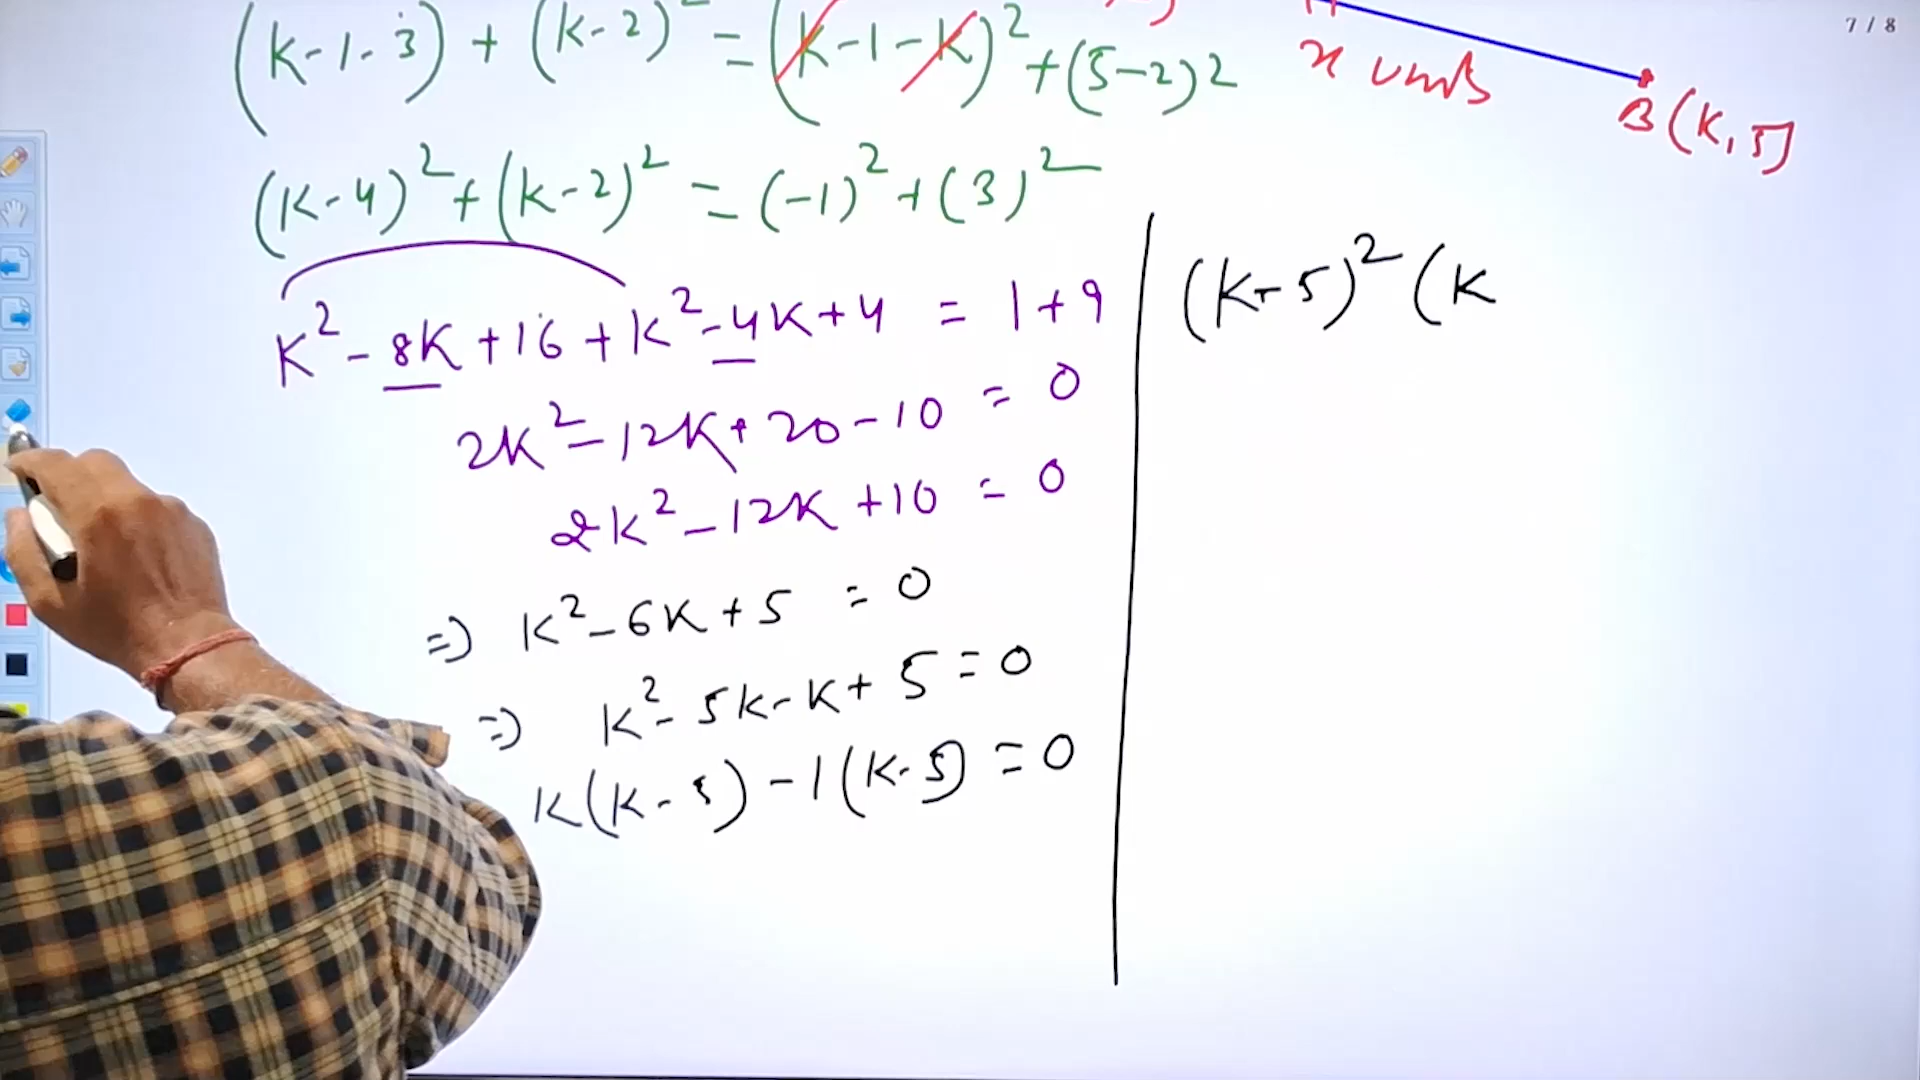 7 / 8
(K-1-3) + (K-2)² = (K-1-K)² + (5-2)²
x units
B (K, 5)
(K-4)² + (K-2)² = (-1)² + (3)²
K² - 8K + 16 + K² - 4K + 4 = 1 + 9
2K² - 12K + 20 - 10 = 0
2K² - 12K + 10 = 0
=) K² - 6K + 5 = 0
=) K² - 5K - K + 5 = 0
K(K-5) - 1(K-5) = 0
(K-5)² (K